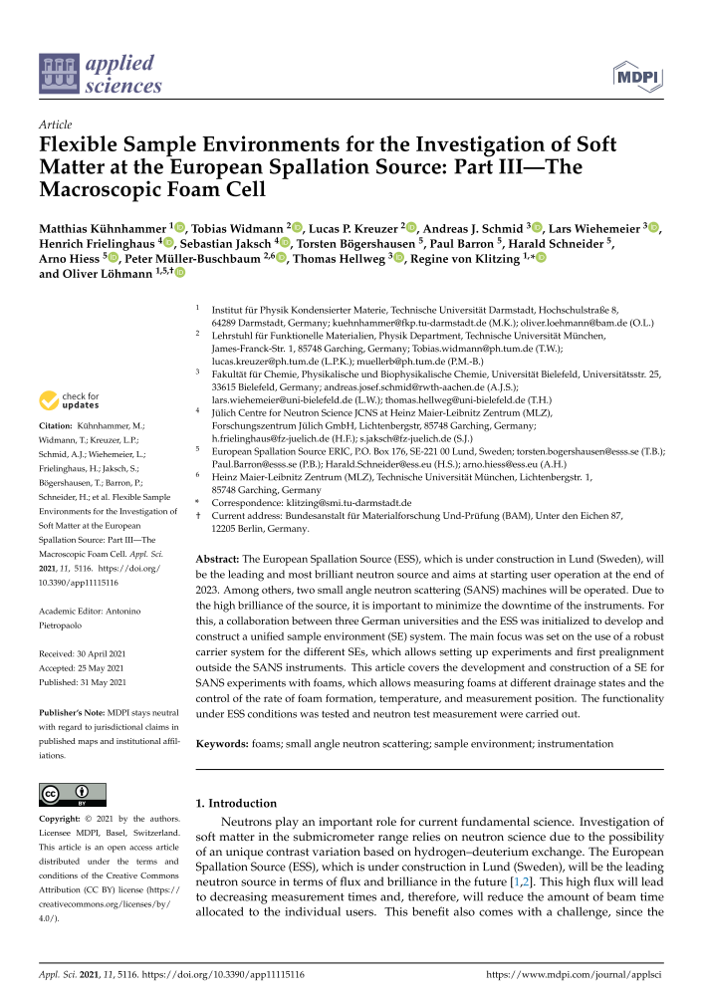 applied
sciences
MDPI
Article
Flexible Sample Environments for the Investigation of Soft
Matter at the European Spallation Source: Part III—The
Macroscopic Foam Cell
Matthias Kühnhammer 1, Tobias Widmann 2, Lucas P. Kreuzer 2, Andreas J. Schmid 3, Lars Wiehemeier 3,
Henrich Frielinghaus 4, Sebastian Jaksch 4, Torsten Bögershausen 5, Paul Barron 5, Harald Schneider 5,
Arno Hiess 5, Peter Müller-Buschbaum 2,6, Thomas Hellweg 3, Regine von Klitzing 1,*
and Oliver Löhmann 1,5,†
1 Institut für Physik Kondensierter Materie, Technische Universität Darmstadt, Hochschulstraße 8,
64289 Darmstadt, Germany; kuehnhammer@fkp.tu-darmstadt.de (M.K.); oliver.loehmann@bam.de (O.L.)
2 Lehrstuhl für Funktionelle Materialien, Physik Department, Technische Universität München,
James-Franck-Str. 1, 85748 Garching, Germany; Tobias.widmann@ph.tum.de (T.W.);
lucas.kreuzer@ph.tum.de (L.P.K.); muellerb@ph.tum.de (P.M.-B.)
3 Fakultät für Chemie, Physikalische und Biophysikalische Chemie, Universität Bielefeld, Universitätsstr. 25,
33615 Bielefeld, Germany; andreas.josef.schmid@rwth-aachen.de (A.J.S.);
lars.wiehemeier@uni-bielefeld.de (L.W.); thomas.hellweg@uni-bielefeld.de (T.H.)
4 Jülich Centre for Neutron Science JCNS at Heinz Maier-Leibnitz Zentrum (MLZ),
Forschungszentrum Jülich GmbH, Lichtenbergstr, 85748 Garching, Germany;
h.frielinghaus@fz-juelich.de (H.F.); s.jaksch@fz-juelich.de (S.J.)
5 European Spallation Source ERIC, P.O. Box 176, SE-221 00 Lund, Sweden; torsten.bogershausen@esss.se (T.B.);
Paul.Barron@esss.se (P.B.); Harald.Schneider@ess.eu (H.S.); arno.hiess@ess.eu (A.H.)
6 Heinz Maier-Leibnitz Zentrum (MLZ), Technische Universität München, Lichtenbergstr. 1,
85748 Garching, Germany
* Correspondence: klitzing@smi.tu-darmstadt.de
† Current address: Bundesanstalt für Materialforschung Und-Prüfung (BAM), Unter den Eichen 87,
12205 Berlin, Germany.
check for
updates
Citation: Kühnhammer, M.;
Widmann, T.; Kreuzer, L.P.;
Schmid, A.J.; Wiehemeier, L.;
Frielinghaus, H.; Jaksch, S.;
Bögershausen, T.; Barron, P.;
Schneider, H.; et al. Flexible Sample
Environments for the Investigation of
Soft Matter at the European
Spallation Source: Part III—The
Macroscopic Foam Cell. Appl. Sci.
2021, 11, 5116. https://doi.org/
10.3390/app11115116
Academic Editor: Antonino
Pietropaolo
Received: 30 April 2021
Accepted: 25 May 2021
Published: 31 May 2021
Publisher's Note: MDPI stays neutral
with regard to jurisdictional claims in
published maps and institutional affil-
iations.
CC BY
Copyright: © 2021 by the authors.
Licensee MDPI, Basel, Switzerland.
This article is an open access article
distributed under the terms and
conditions of the Creative Commons
Attribution (CC BY) license (https://
creativecommons.org/licenses/by/
4.0/).
Abstract: The European Spallation Source (ESS), which is under construction in Lund (Sweden), will
be the leading and most brilliant neutron source and aims at starting user operation at the end of
2023. Among others, two small angle neutron scattering (SANS) machines will be operated. Due to
the high brilliance of the source, it is important to minimize the downtime of the instruments. For
this, a collaboration between three German universities and the ESS was initialized to develop and
construct a unified sample environment (SE) system. The main focus was set on the use of a robust
carrier system for the different SEs, which allows setting up experiments and first prealignment
outside the SANS instruments. This article covers the development and construction of a SE for
SANS experiments with foams, which allows measuring foams at different drainage states and the
control of the rate of foam formation, temperature, and measurement position. The functionality
under ESS conditions was tested and neutron test measurement were carried out.
Keywords: foams; small angle neutron scattering; sample environment; instrumentation
1. Introduction
Neutrons play an important role for current fundamental science. Investigation of
soft matter in the submicrometer range relies on neutron science due to the possibility
of an unique contrast variation based on hydrogen–deuterium exchange. The European
Spallation Source (ESS), which is under construction in Lund (Sweden), will be the leading
neutron source in terms of flux and brilliance in the future [1,2]. This high flux will lead
to decreasing measurement times and, therefore, will reduce the amount of beam time
allocated to the individual users. This benefit also comes with a challenge, since the
Appl. Sci. 2021, 11, 5116. https://doi.org/10.3390/app11115116
https://www.mdpi.com/journal/applsci